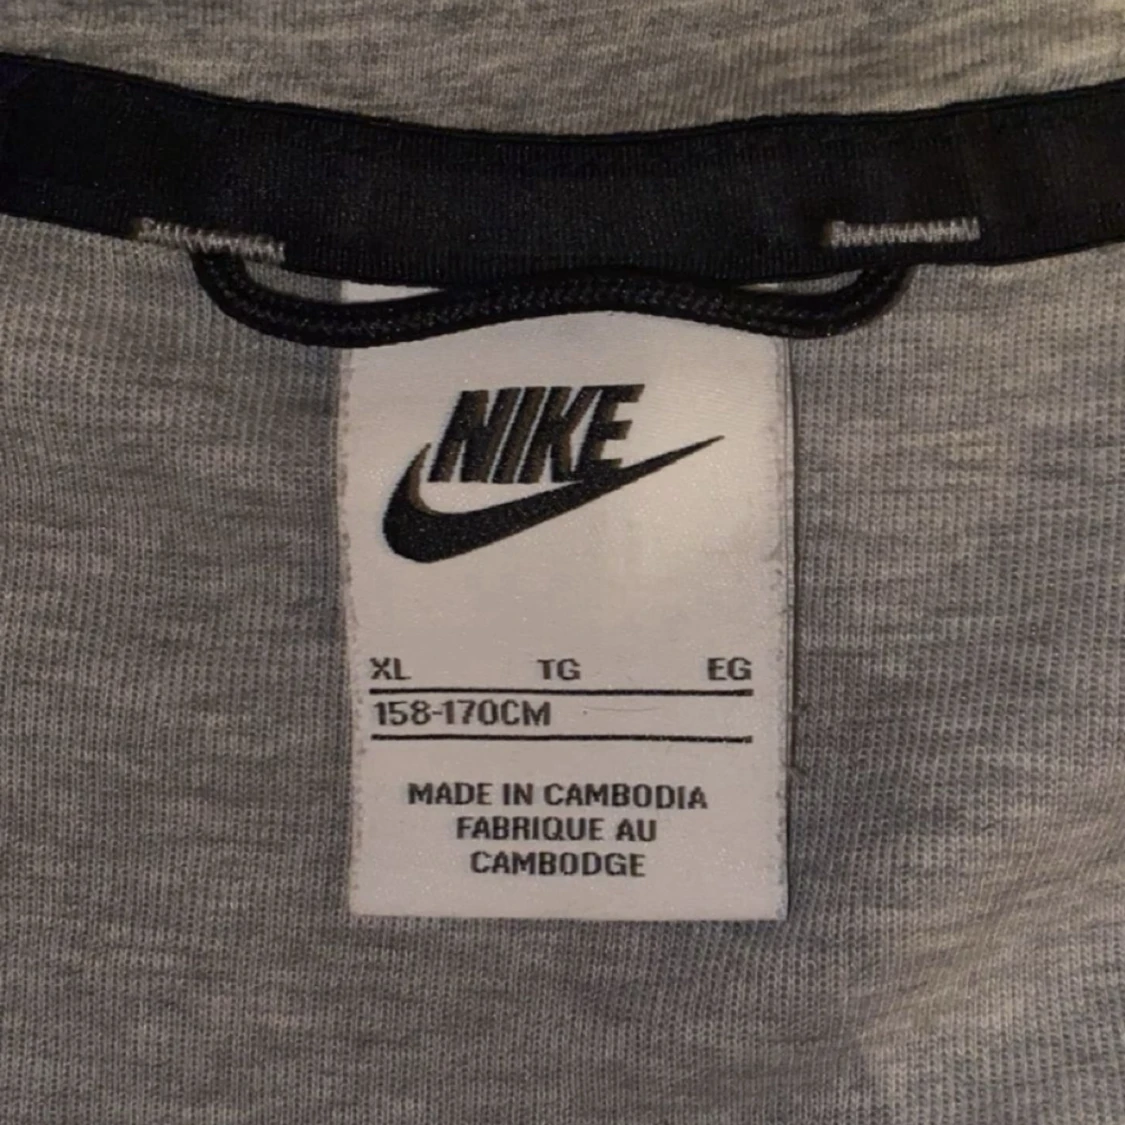 NIKE
XL TG EG
158-170CM
MADE IN CAMBODIA
FABRIQUE AU
CAMBODGE